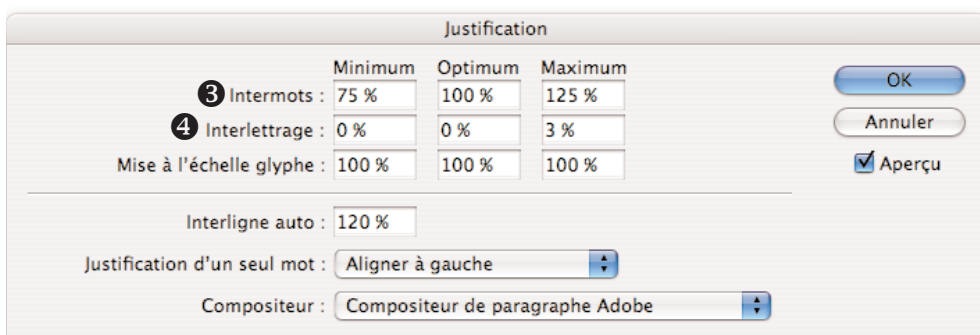 Justification
Minimum Optimum Maximum
❸ Intermots : 75 % 100 % 125 %
OK
❹ Interlettrage : 0 % 0 % 3 %
Annuler
Mise à l'échelle glyphe : 100 % 100 % 100 %
Aperçu
Interligne auto : 120 %
Justification d'un seul mot : Aligner à gauche
Compositeur : Compositeur de paragraphe Adobe